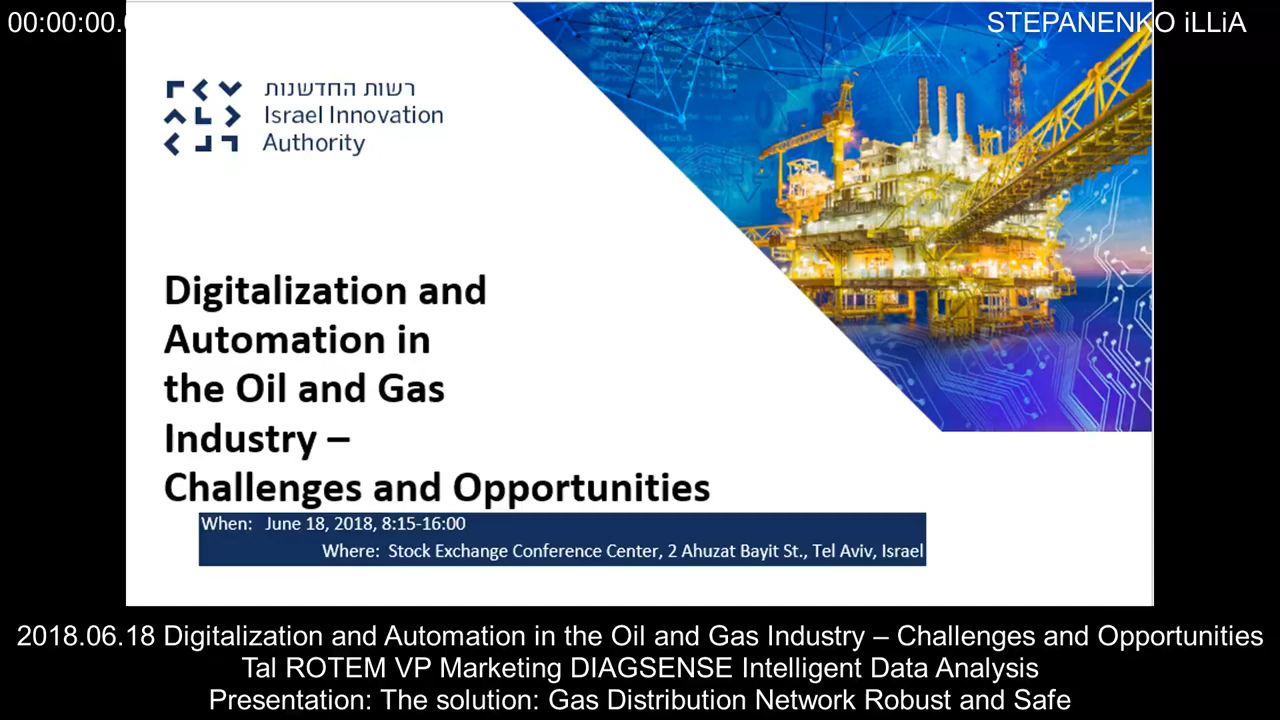 00:00:00.
STEPANENKO iLLiA
רשות החדשנות
Israel Innovation
Authority
Digitalization and
Automation in
the Oil and Gas
Industry –
Challenges and Opportunities
When: June 18, 2018, 8:15-16:00
Where: Stock Exchange Conference Center, 2 Ahuzat Bayit St., Tel Aviv, Israel
2018.06.18 Digitalization and Automation in the Oil and Gas Industry – Challenges and Opportunities
Tal ROTEM VP Marketing DIAGSENSE Intelligent Data Analysis
Presentation: The solution: Gas Distribution Network Robust and Safe